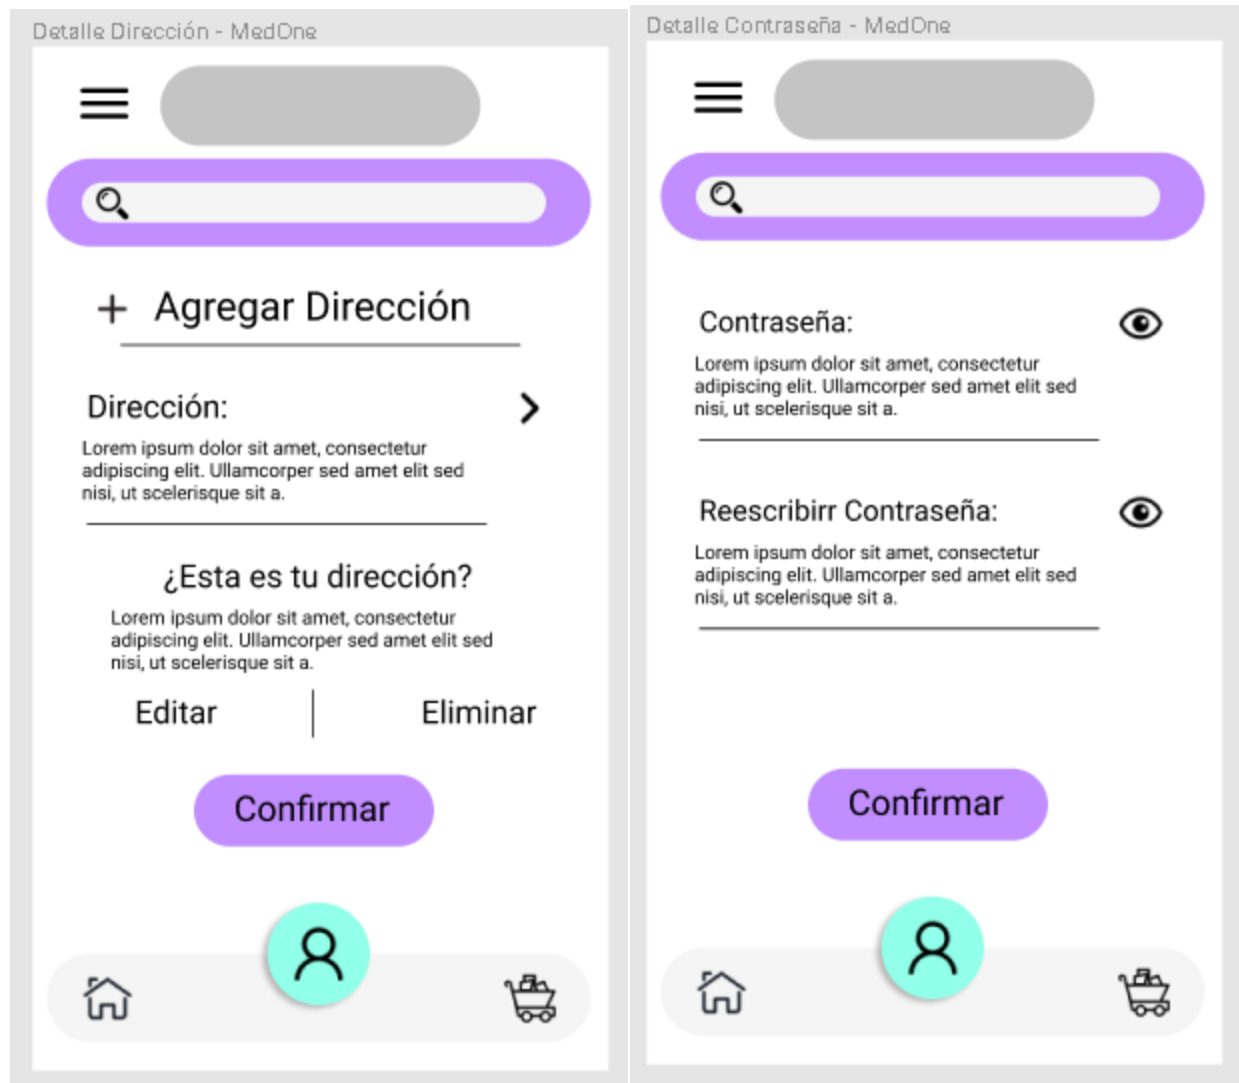 Detalle Dirección - MedOne
Agregar Dirección
Dirección:
Lorem ipsum dolor sit amet, consectetur
adipiscing elit. Ullamcorper sed amet elit sed
nisi, ut scelerisque sit a.
¿Esta es tu dirección?
Lorem ipsum dolor sit amet, consectetur
adipiscing elit. Ullamcorper sed amet elit sed
nisi, ut scelerisque sit a.
Editar
Eliminar
Confirmar
Detalle Contraseña - MedOne
Contraseña:
Lorem ipsum dolor sit amet, consectetur
adipiscing elit. Ullamcorper sed amet elit sed
nisi, ut scelerisque sit a.
Reescribirr Contraseña:
Lorem ipsum dolor sit amet, consectetur
adipiscing elit. Ullamcorper sed amet elit sed
nisi, ut scelerisque sit a.
Confirmar